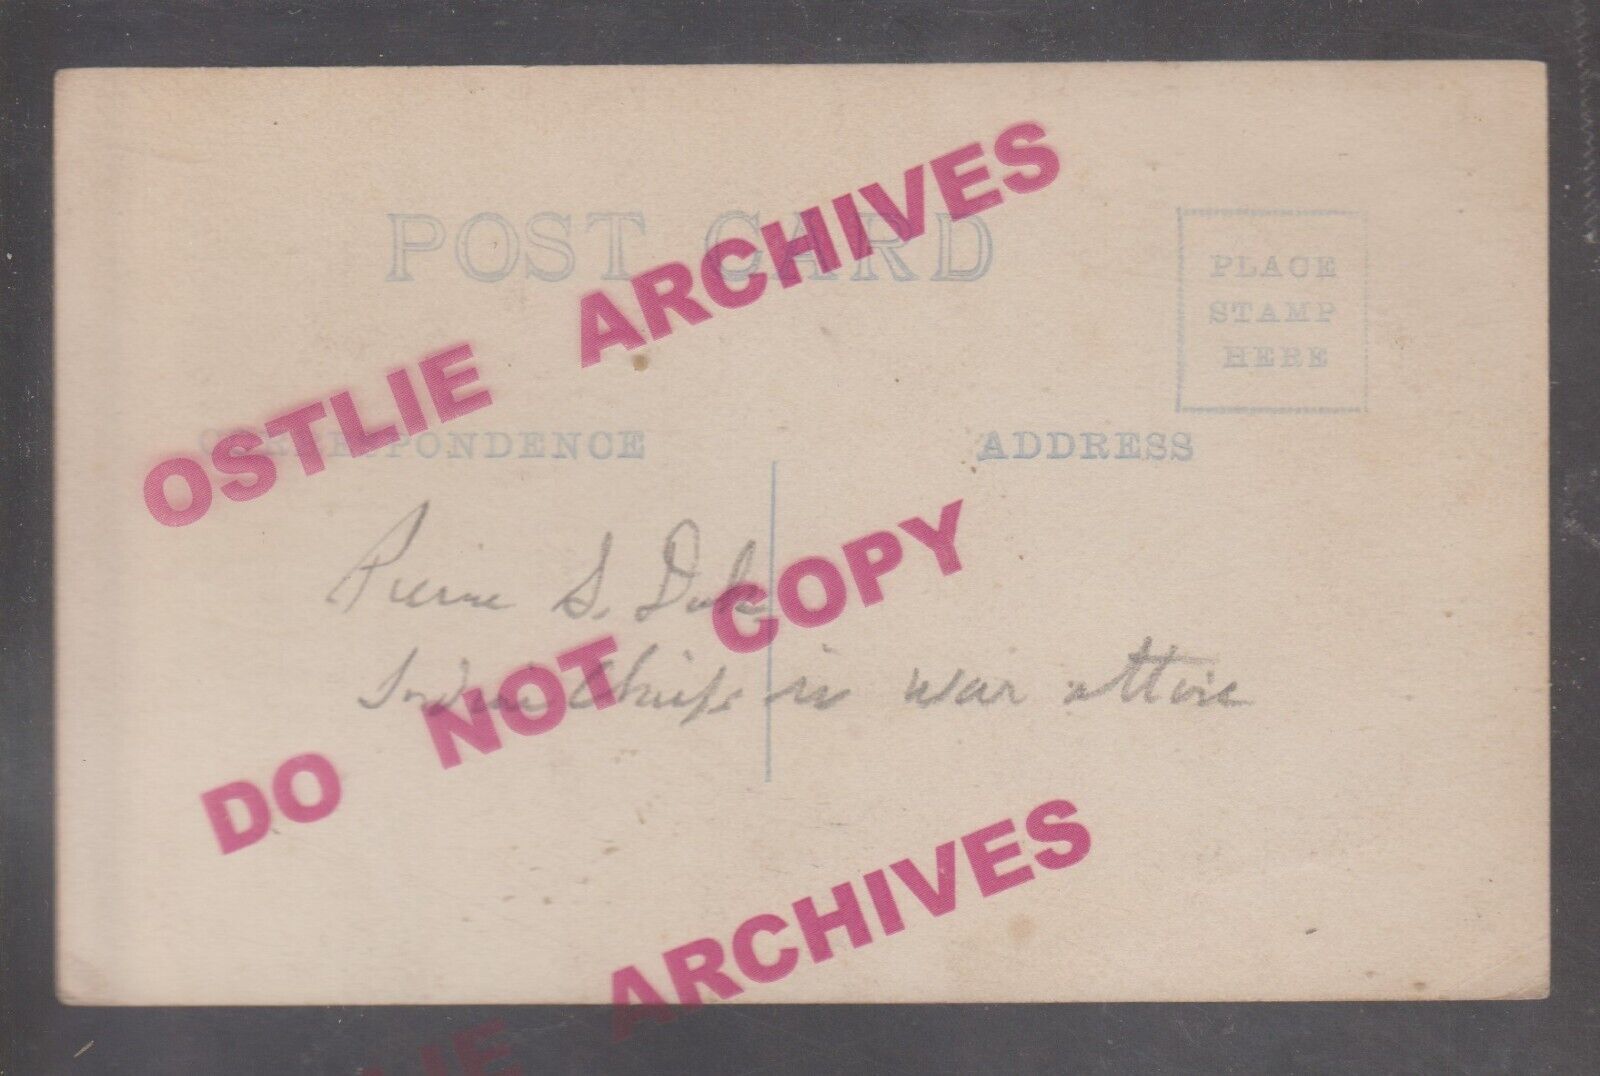 POST CARD
PLACE
STAMP
HERE
CORRESPONDENCE
ADDRESS
Pierre S. Dak
Indian Chiefs in war attire
OSTLIE ARCHIVES
DO NOT COPY
OSTLIE ARCHIVES